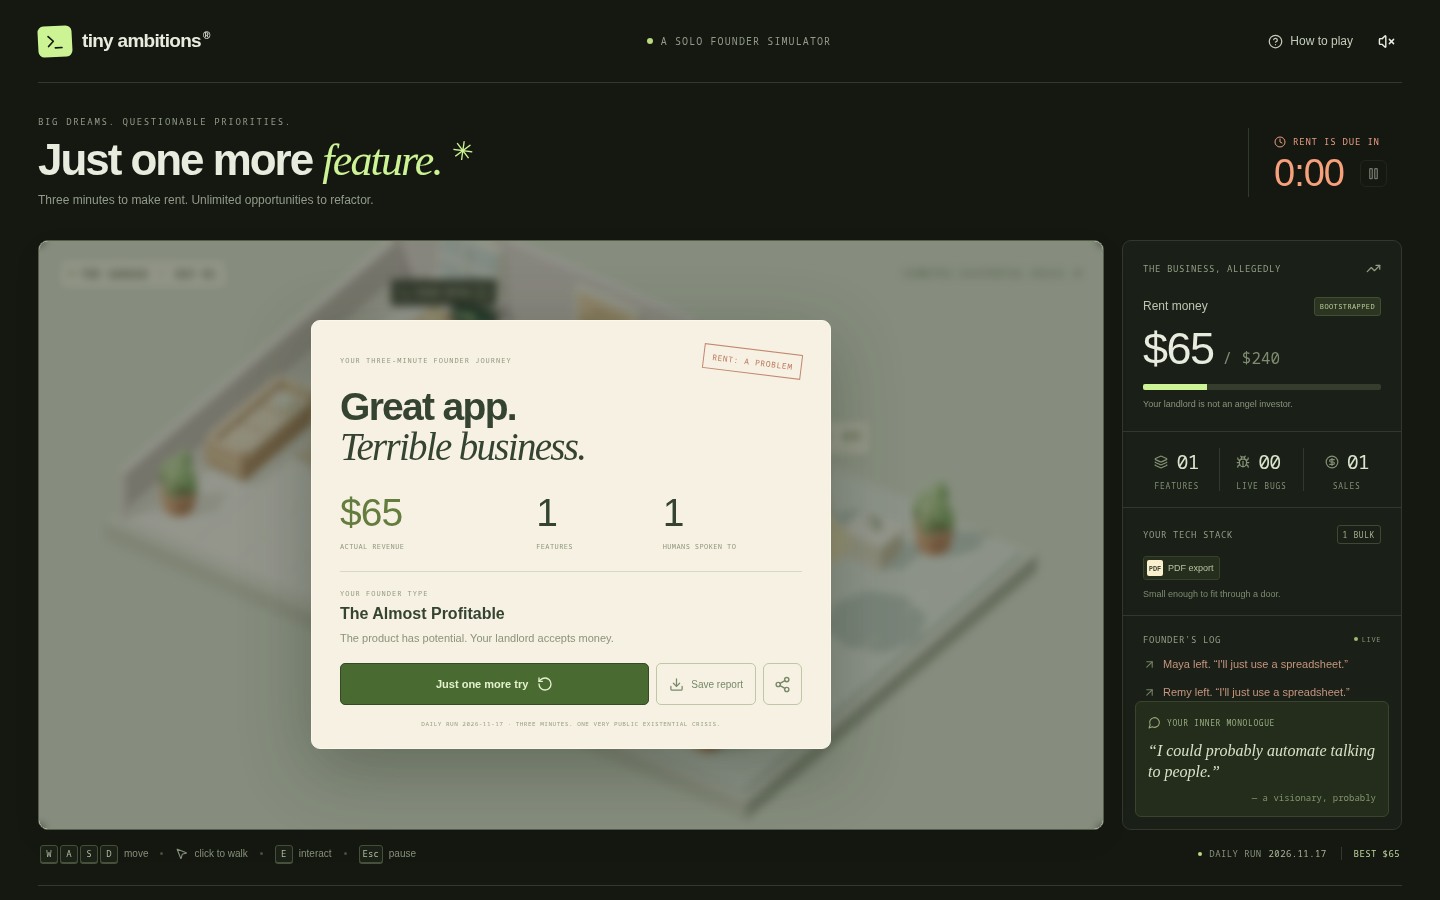 tiny ambitions®
A SOLO FOUNDER SIMULATOR
How to play
BIG DREAMS. QUESTIONABLE PRIORITIES.
Just one more feature.
Three minutes to make rent. Unlimited opportunities to refactor.
RENT IS DUE IN
0:00
YOUR THREE-MINUTE FOUNDER JOURNEY
RENT: A PROBLEM
Great app.
Terrible business.
$65
ACTUAL REVENUE
1
FEATURES
1
HUMANS SPOKEN TO
YOUR FOUNDER TYPE
The Almost Profitable
The product has potential. Your landlord accepts money.
Just one more try
Save report
DAILY RUN 2026-11-17 · THREE MINUTES. ONE VERY PUBLIC EXISTENTIAL CRISIS.
THE BUSINESS, ALLEGEDLY
Rent money
BOOTSTRAPPED
$65 / $240
Your landlord is not an angel investor.
01
FEATURES
00
LIVE BUGS
01
SALES
YOUR TECH STACK
1 BULK
PDF PDF export
Small enough to fit through a door.
FOUNDER'S LOG
LIVE
Maya left. “I'll just use a spreadsheet.”
Remy left. “I'll just use a spreadsheet.”
YOUR INNER MONOLOGUE
“I could probably automate talking
to people.”
— a visionary, probably
W A S D move • click to walk • E interact • Esc pause
DAILY RUN 2026.11.17
BEST $65